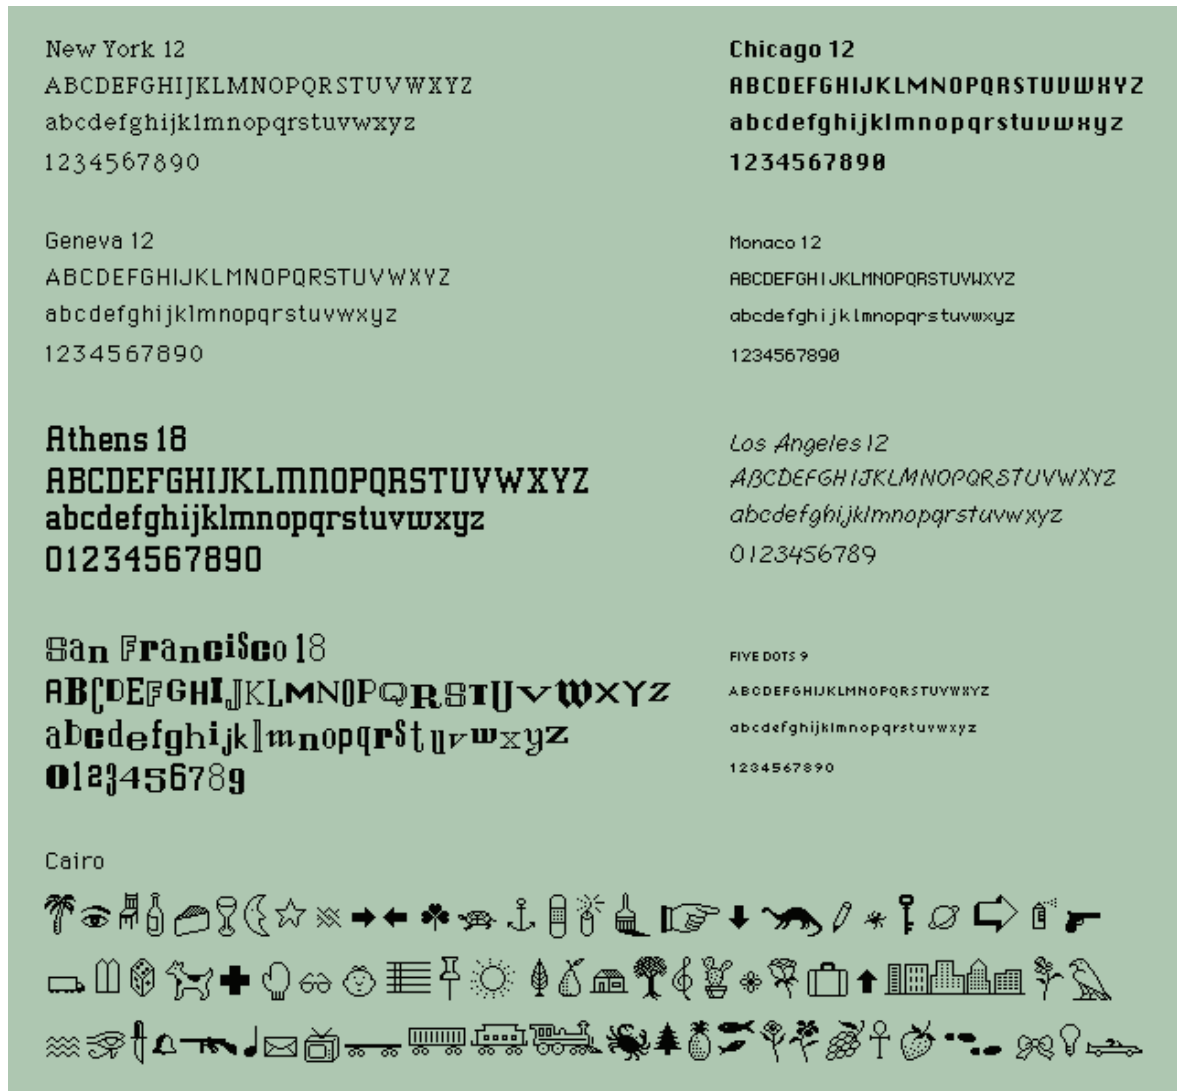 New York 12
ABCDEFGHIJKLMNOPQRSTUVWXYZ
abcdefghijklmnopqrstuvwxyz
1234567890
Chicago 12
ABCDEFGHIJKLMNOPQRSTUVWXYZ
abcdefghijklmnopqrstuvwxyz
1234567890
Geneva 12
ABCDEFGHIJKLMNOPQRSTUVWXYZ
abcdefghijklmnopqrstuvwxyz
1234567890
Monaco 12
ABCDEFGHIJKLMNOPQRSTUVWXYZ
abcdefghijklmnopqrstuvwxyz
1234567890
Athens 18
ABCDEFGHIJKLMNOPQRSTUVWXYZ
abcdefghijklmnopqrstuvwxyz
01234567890
Los Angeles 12
ABCDEFGHIJKLMNOPQRSTUVWXYZ
abcdefghijklmnopqrstuvwxyz
0123456789
San Francisco 18
ABCDEFGHIJKLMNOPQRSTUVWXYZ
abcdefghijklmnopqrstuvwxyz
0123456789
FIVE DOTS 9
ABCDEFGHIJKLMNOPQRSTUVWXYZ
abcdefghijklmnopqrstuvwxyz
1234567890
Cairo